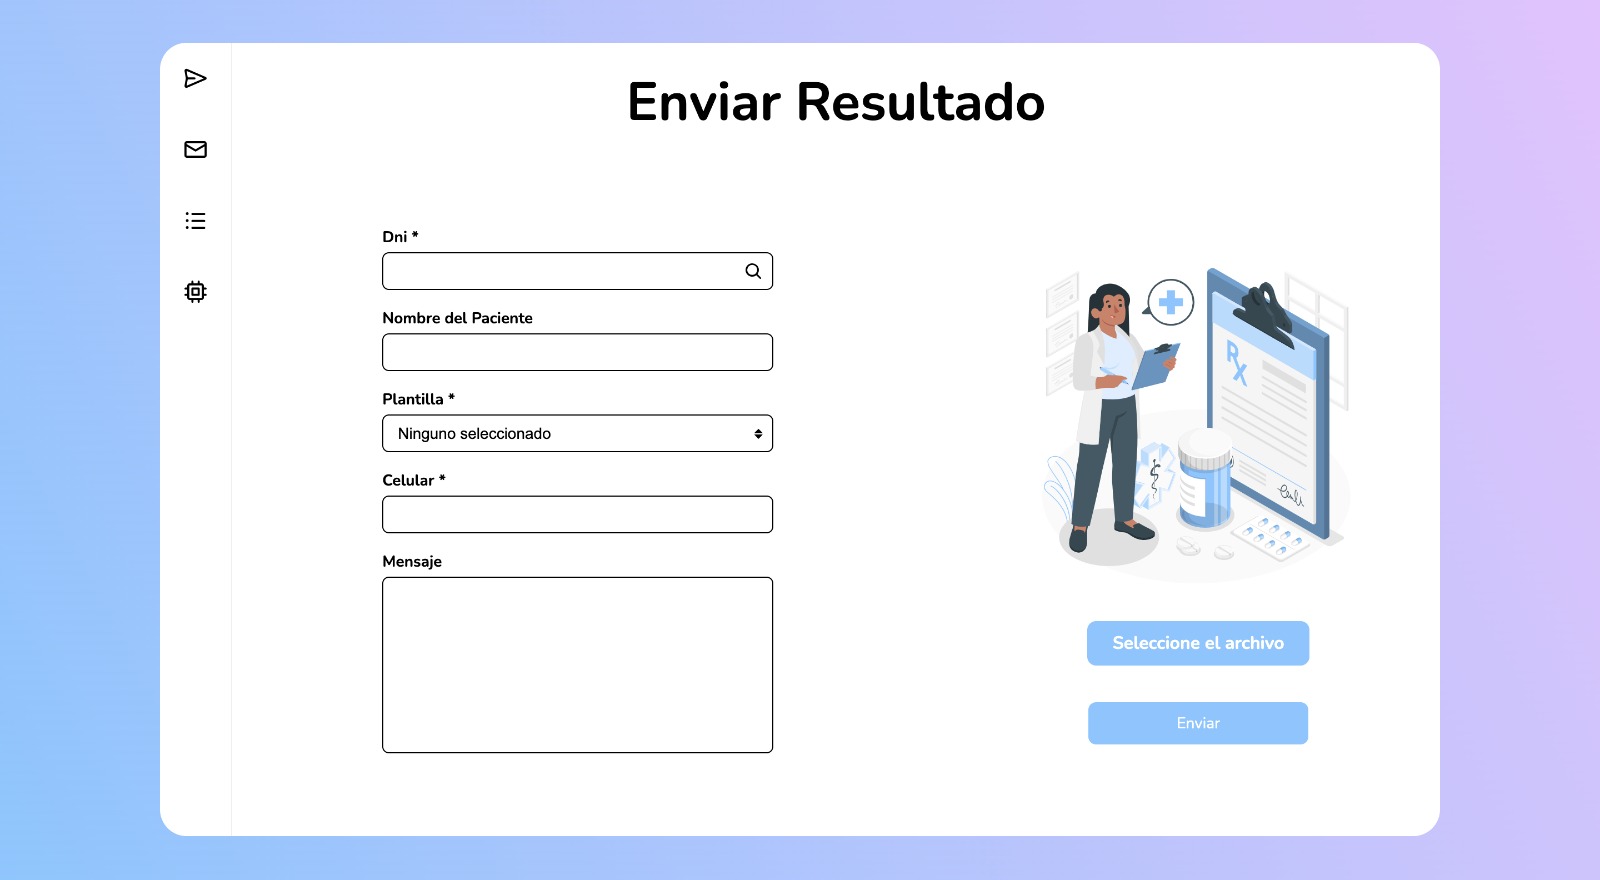 Enviar Resultado
Dni *
Nombre del Paciente
Plantilla *
Ninguno seleccionado
Celular *
Mensaje
RX
Seleccione el archivo
Enviar